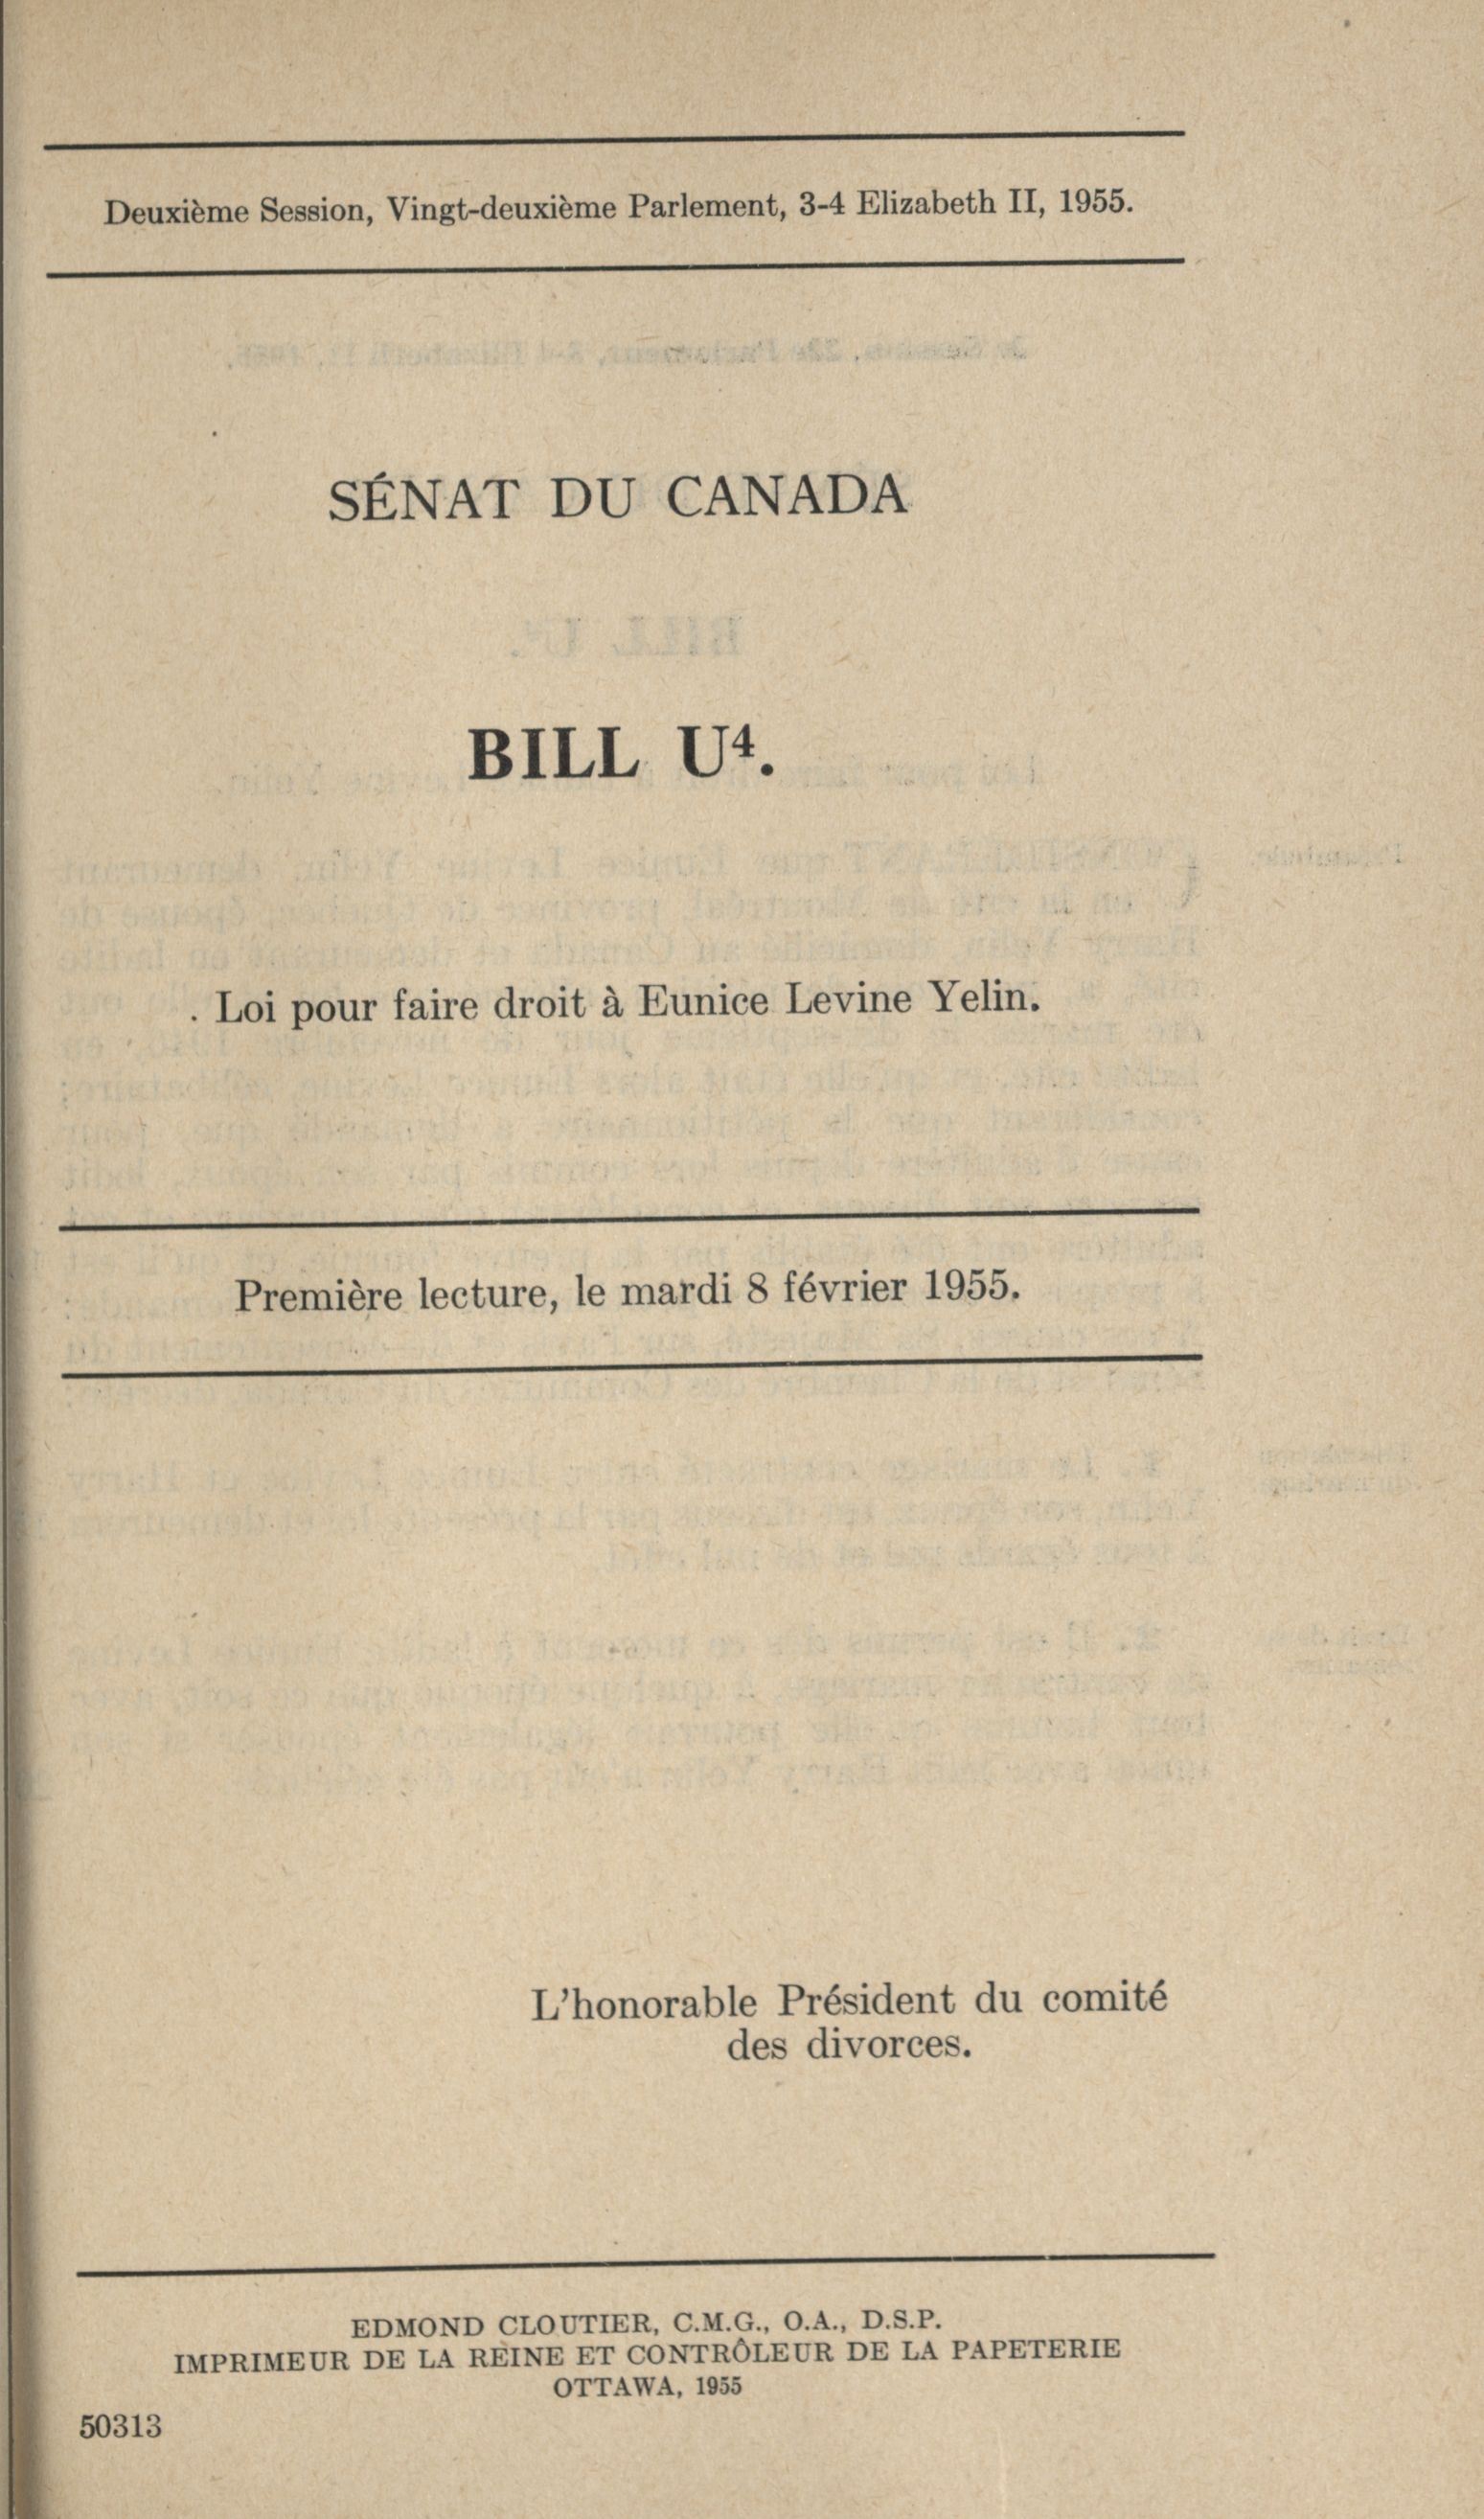 Deuxième Session, Vingt-deuxième Parlement, 3-4 Elizabeth II, 1955.
SÉNAT DU CANADA
BILL U⁴.
. Loi pour faire droit à Eunice Levine Yelin.
Première lecture, le mardi 8 février 1955.
L'honorable Président du comité
des divorces.
EDMOND CLOUTIER, C.M.G., O.A., D.S.P.
IMPRIMEUR DE LA REINE ET CONTRÔLEUR DE LA PAPETERIE
OTTAWA, 1955
50313